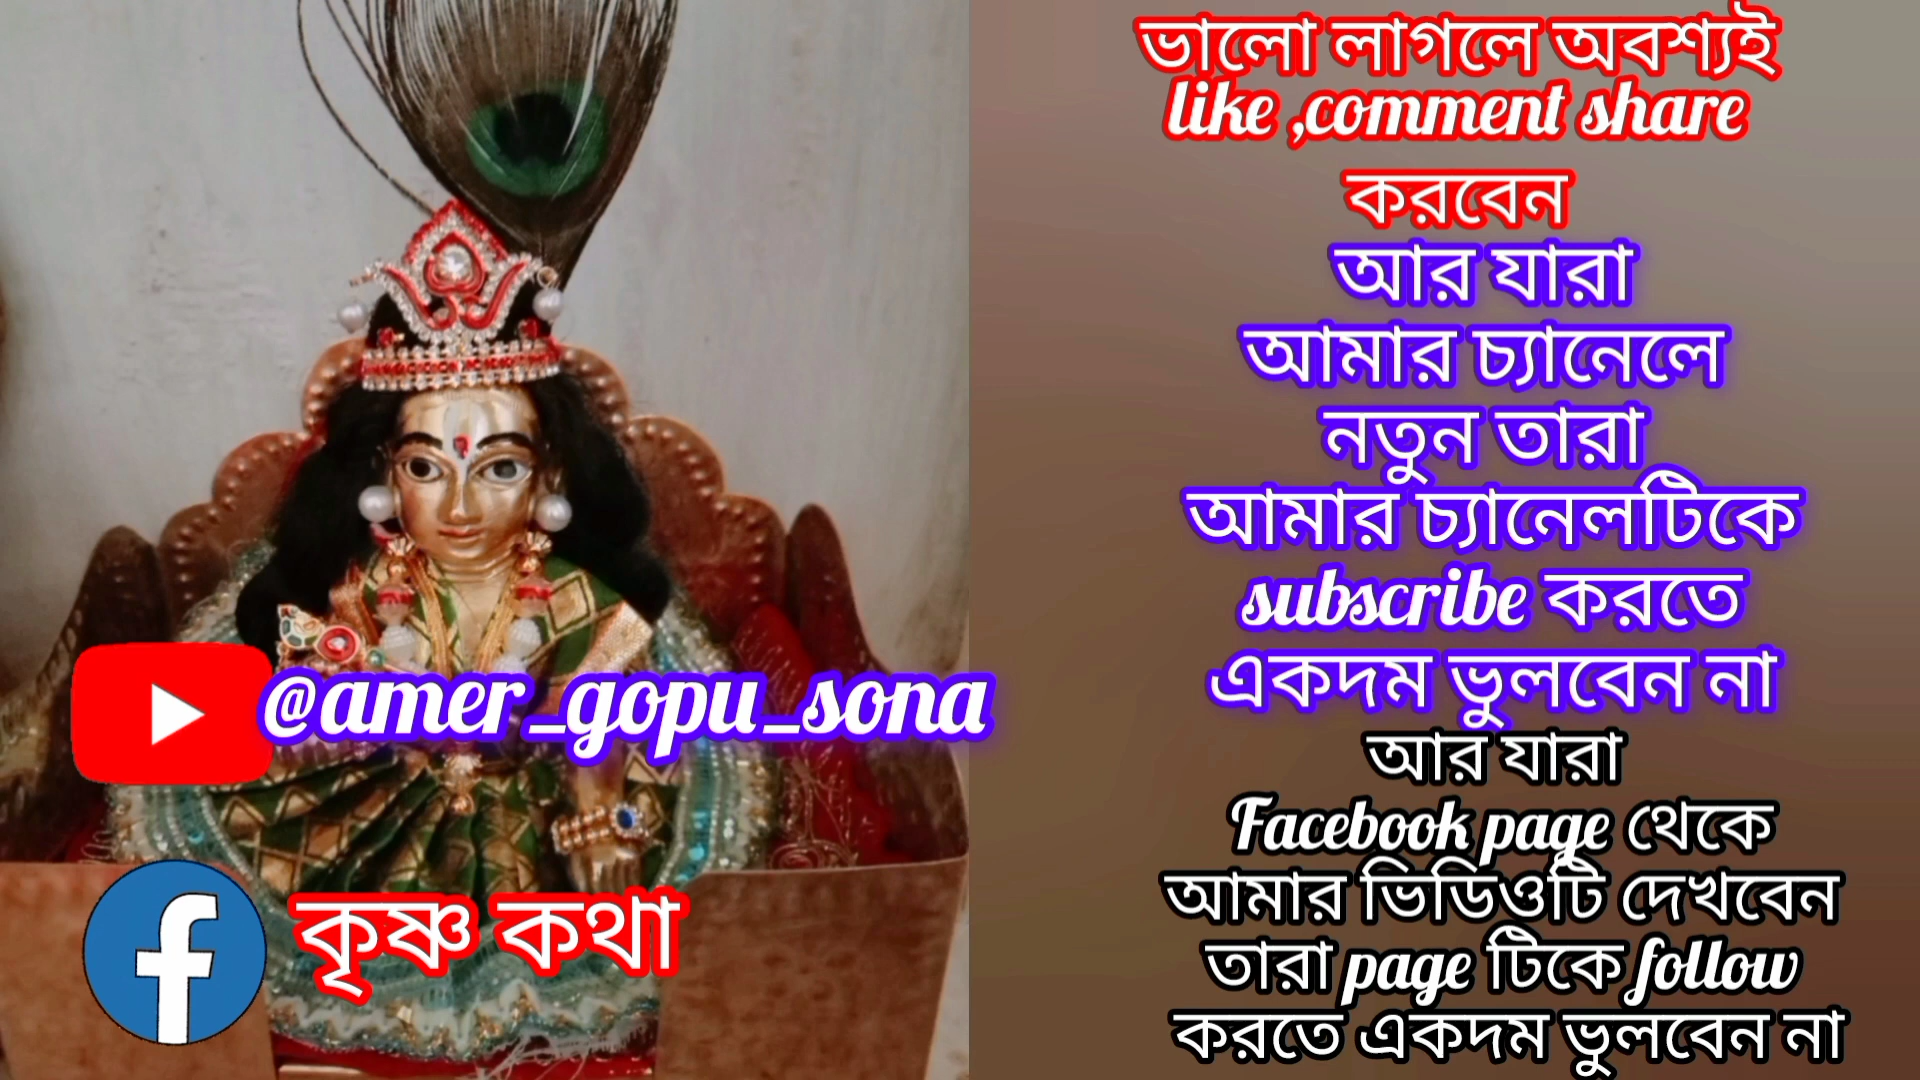 ভালো লাগলে অবশ্যই
like ,comment share
করবেন
আর যারা
আমার চ্যানেলে
নতুন তারা
আমার চ্যানেলটিকে
subscribe করতে
একদম ভুলবেন না
আর যারা
Facebook page থেকে
আমার ভিডিওটি দেখবেন
তারা page টিকে follow
করতে একদম ভুলবেন না
@amer_gopu_sona
f কৃষ্ণ কথা